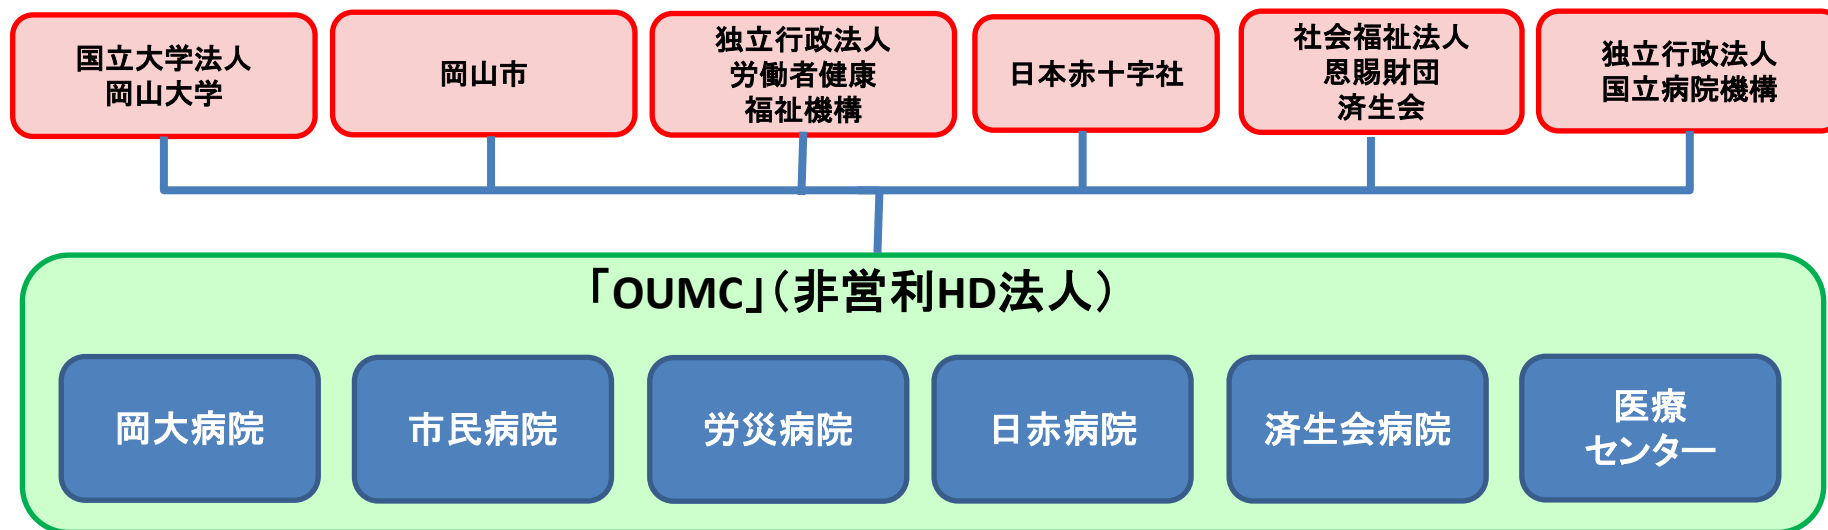 国立大学法人
岡山大学
岡山市
独立行政法人
労働者健康
福祉機構
日本赤十字社
社会福祉法人
恩賜財団
済生会
独立行政法人
国立病院機構
「OUMC」(非営利HD法人)
岡大病院
市民病院
労災病院
日赤病院
済生会病院
医療
センター